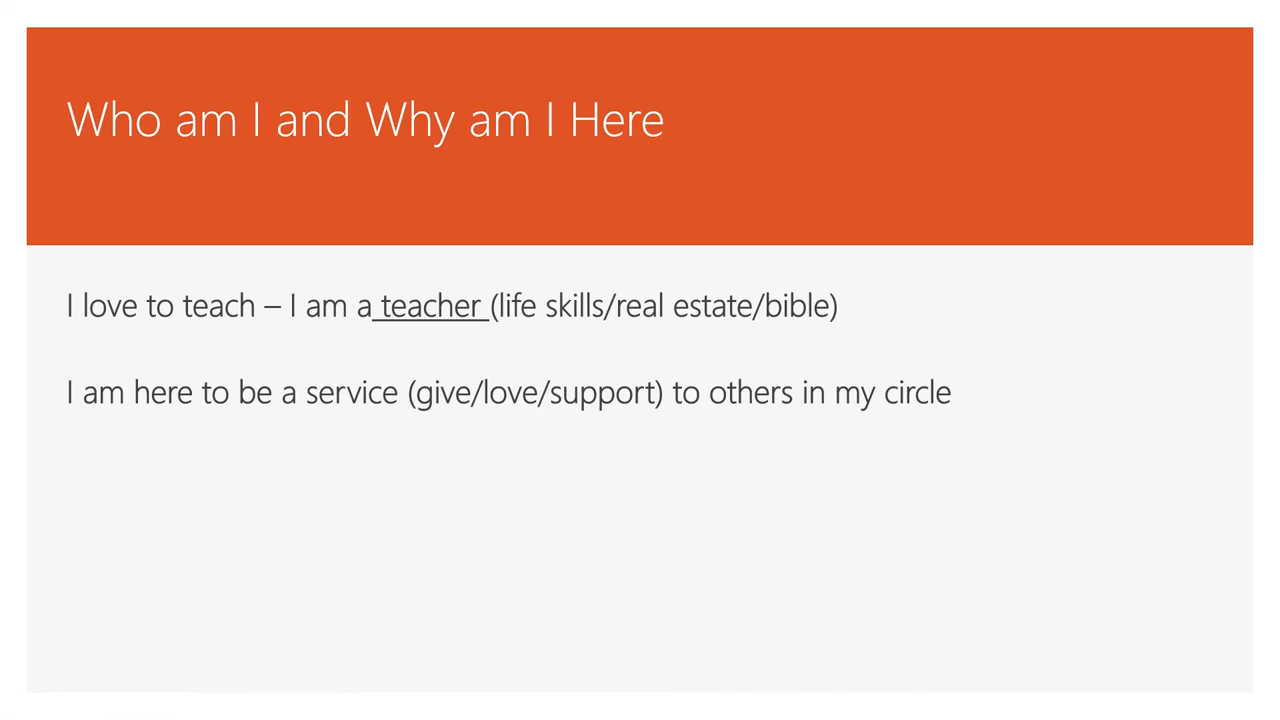 Who am I and Why am I Here
I love to teach – I am a teacher (life skills/real estate/bible)
I am here to be a service (give/love/support) to others in my circle